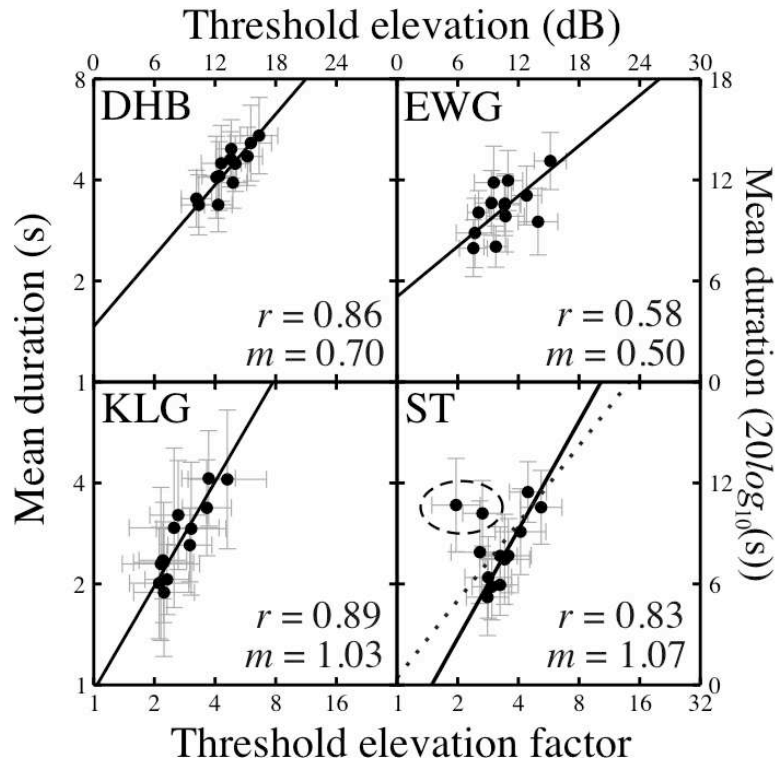 Threshold elevation (dB)
0 6 12 18 24 0 6 12 18 24 30
8 DHB EWG 18
4 12
2 6
r = 0.86 r = 0.58
m = 0.70 m = 0.50
1 0
KLG ST
4 12
2 6
r = 0.89 r = 0.83
m = 1.03 m = 1.07
1 0
1 2 4 8 16 1 2 4 8 16 32
Threshold elevation factor
Mean duration (s)
Mean duration (20log10(s))